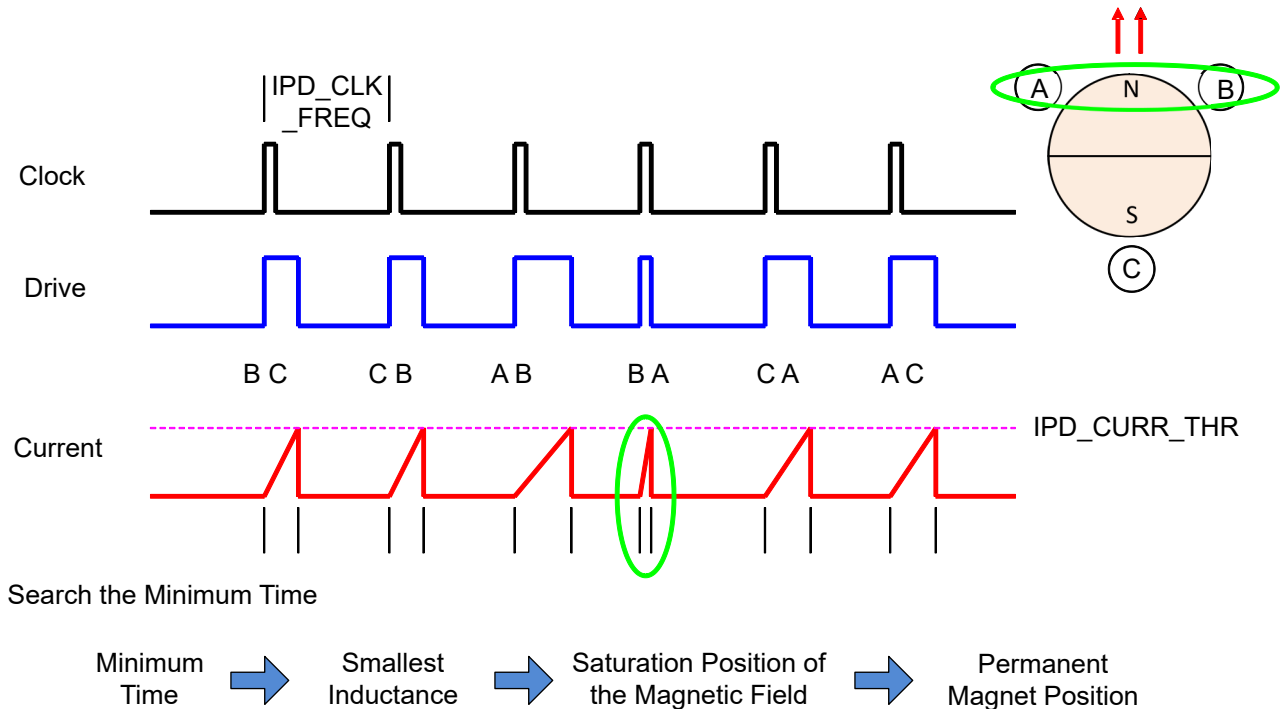 IPD_CLK
_FREQ
A
N
B
Clock
S
C
Drive
B C
C B
A B
B A
C A
A C
IPD_CURR_THR
Current
Search the Minimum Time
Minimum
Time
Smallest
Inductance
Saturation Position of
the Magnetic Field
Permanent
Magnet Position